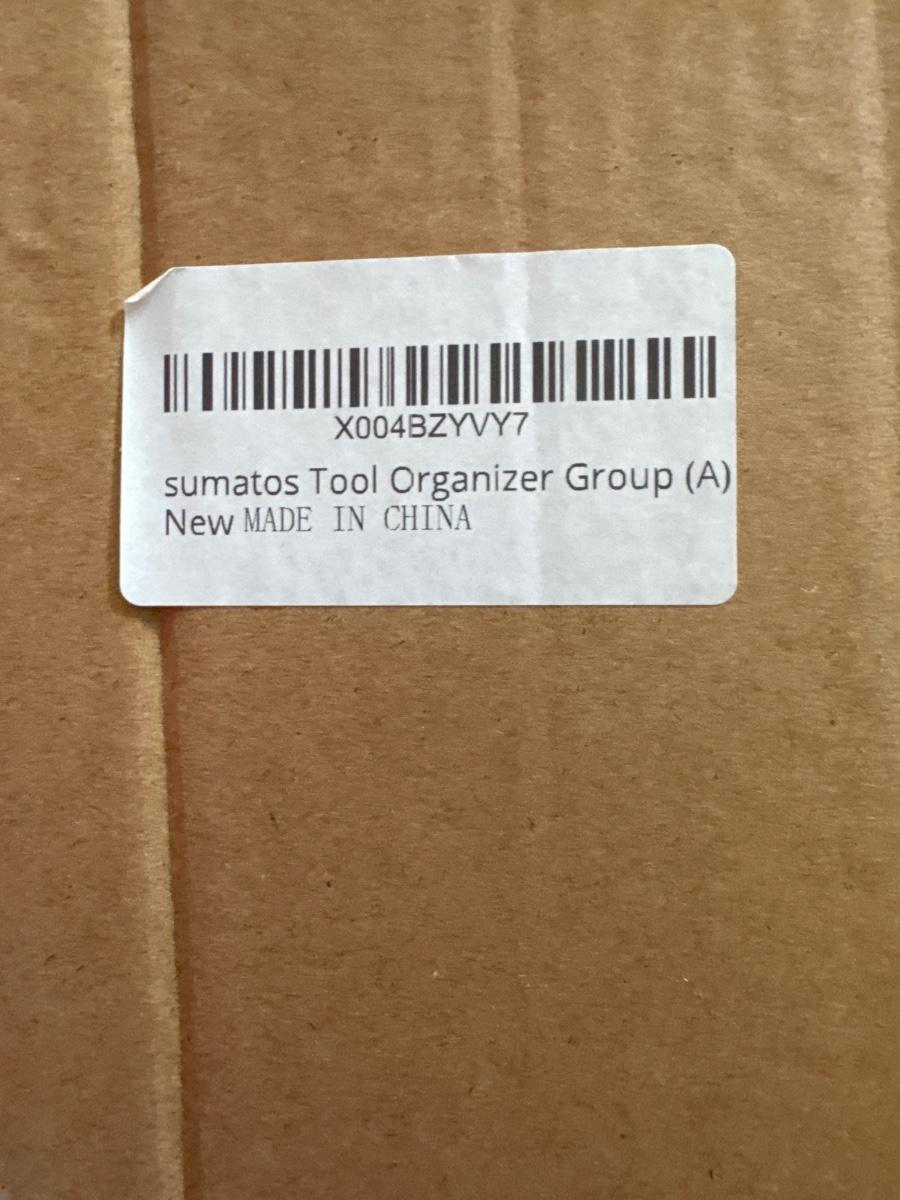 X004BZYVY7
sumatos Tool Organizer Group (A)
New MADE IN CHINA